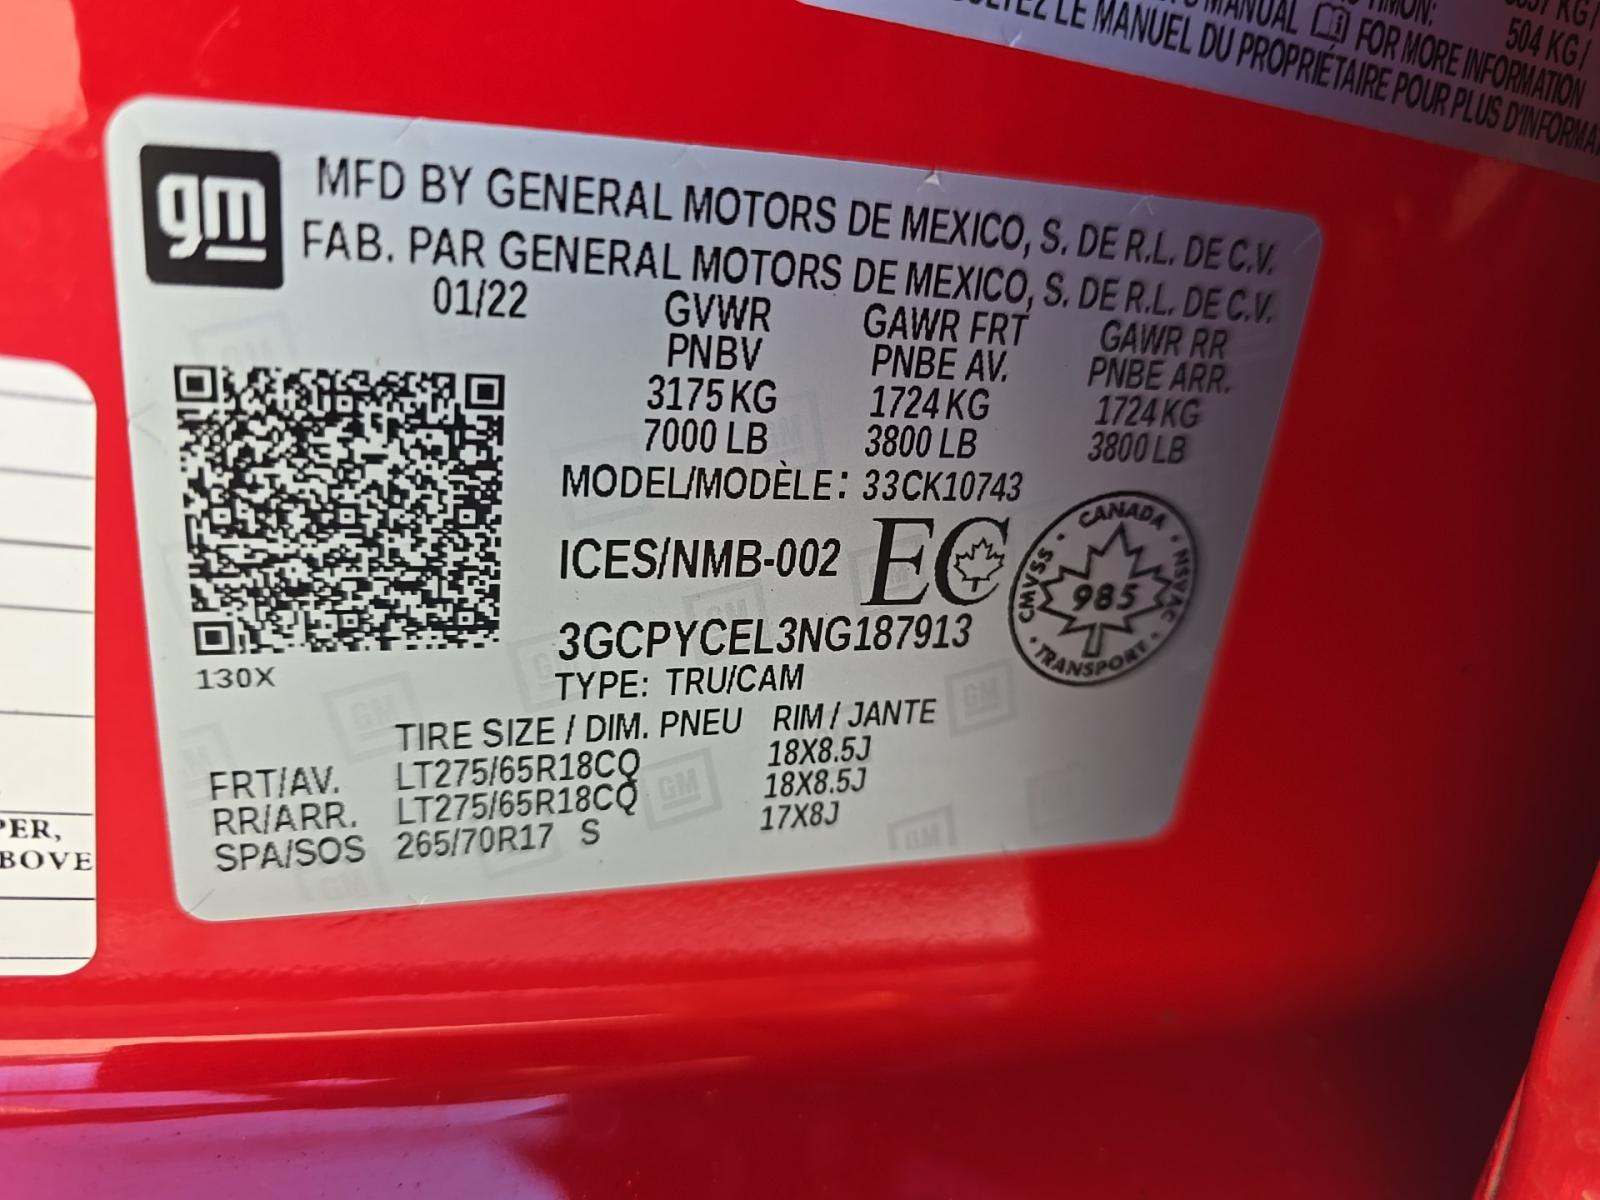 MANUAL FOR MORE INFORMATION
504 KG/
LE MANUEL DU PROPRIÉTAIRE POUR PLUS D'INFORMA
gm
MFD BY GENERAL MOTORS DE MEXICO, S. DE R.L. DE C.V.
FAB. PAR GENERAL MOTORS DE MEXICO, S. DE R.L. DE C.V.
01/22 GVWR GAWR FRT GAWR RR
PNBV PNBE AV. PNBE ARR.
3175 KG 1724 KG 1724 KG
7000 LB 3800 LB 3800 LB
MODEL/MODÈLE: 33CK10743
ICES/NMB-002 EC
CANADA
CMVSS 985 NSVAC
TRANSPORT
3GCPYCEL3NG187913
130X
TYPE: TRU/CAM
TIRE SIZE / DIM. PNEU RIM / JANTE
FRT/AV. LT275/65R18CQ 18X8.5J
RR/ARR. LT275/65R18CQ 18X8.5J
SPA/SOS 265/70R17 S 17X8J
PER,
BOVE